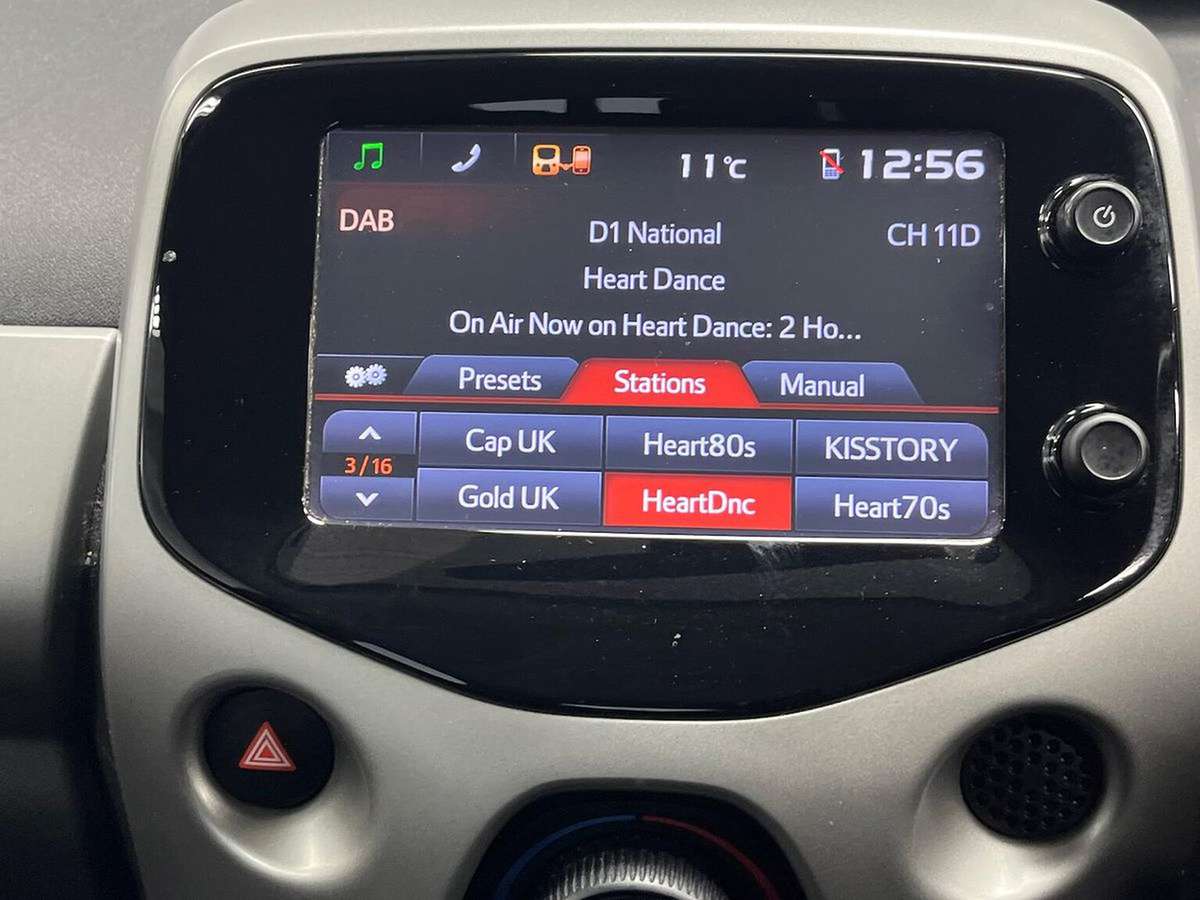 11°C 12:56
DAB
D1 National CH 11D
Heart Dance
On Air Now on Heart Dance: 2 Ho...
Presets Stations Manual
Cap UK Heart80s KISSTORY
3/16
Gold UK HeartDnc Heart70s